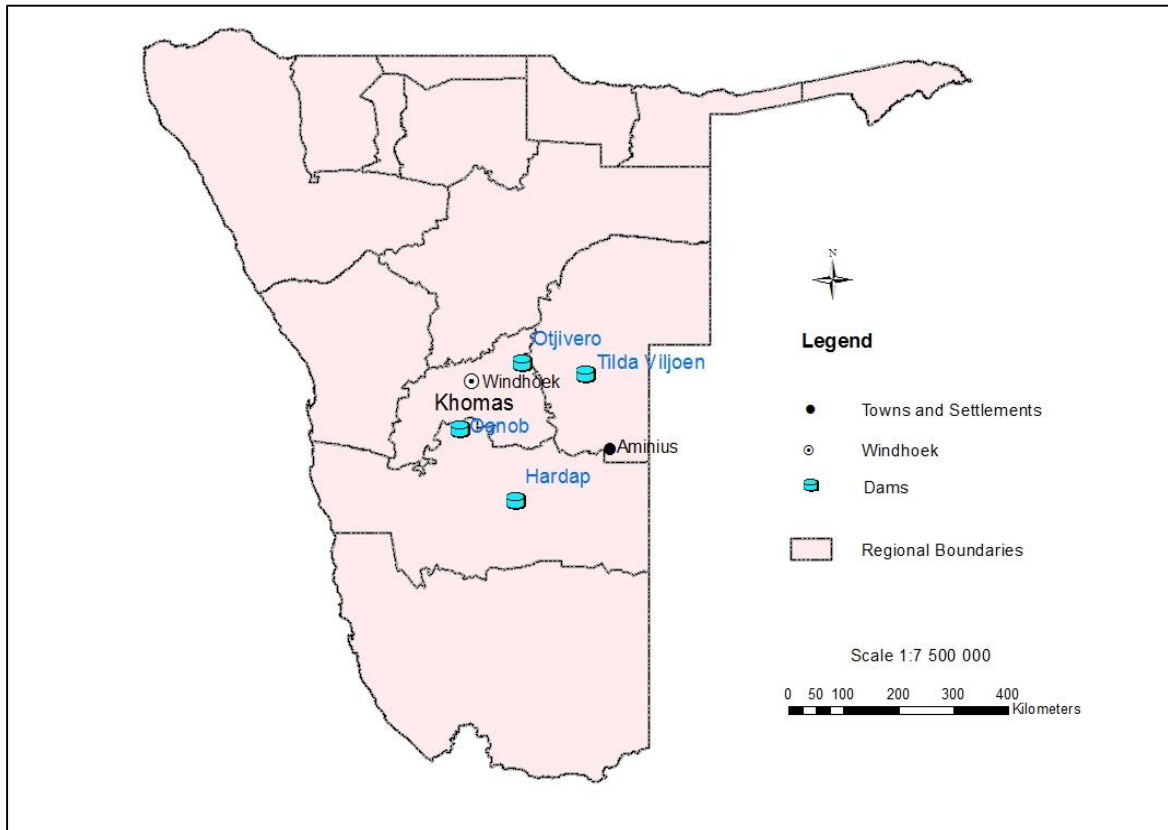 N
Otjivero
Tilda Viljoen
Windhoek
Khomas
Oanob
Aminius
Hardap
Legend
Towns and Settlements
Windhoek
Dams
Regional Boundaries
Scale 1:7 500 000
0 50 100 200 300 400
Kilometers